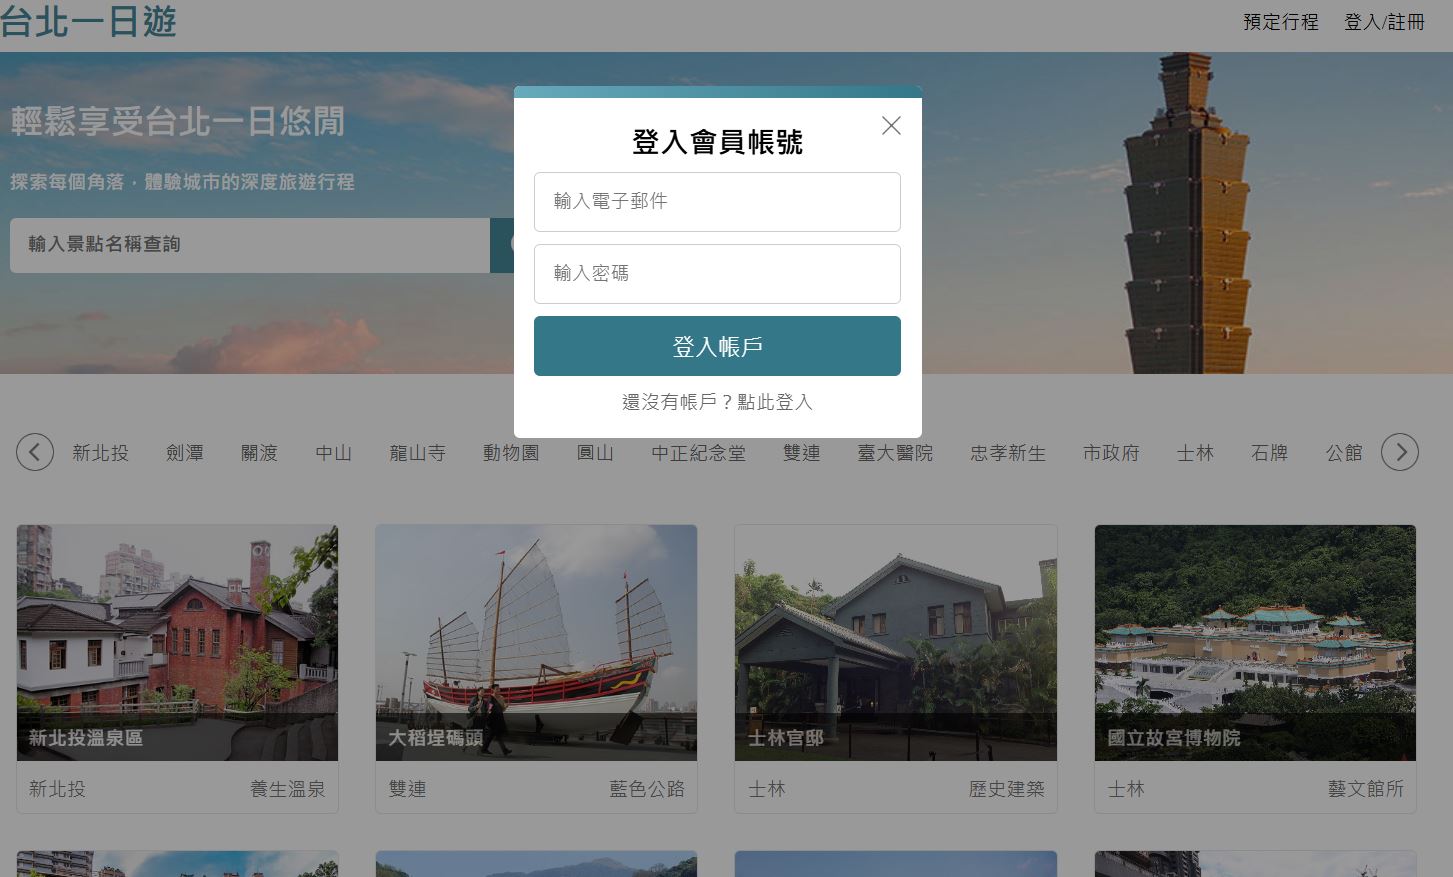 台北一日遊
預定行程 登入/註冊
輕鬆享受台北一日悠閒
探索每個角落，體驗城市的深度旅遊行程
輸入景點名稱查詢
登入會員帳號
輸入電子郵件
輸入密碼
登入帳戶
還沒有帳戶？點此登入
新北投 劍潭 關渡 中山 龍山寺 動物園 圓山 中正紀念堂 雙連 臺大醫院 忠孝新生 市政府 士林 石牌 公館
新北投溫泉區
新北投 養生溫泉
大稻埕碼頭
雙連 藍色公路
士林官邸
士林 歷史建築
國立故宮博物院
士林 藝文館所